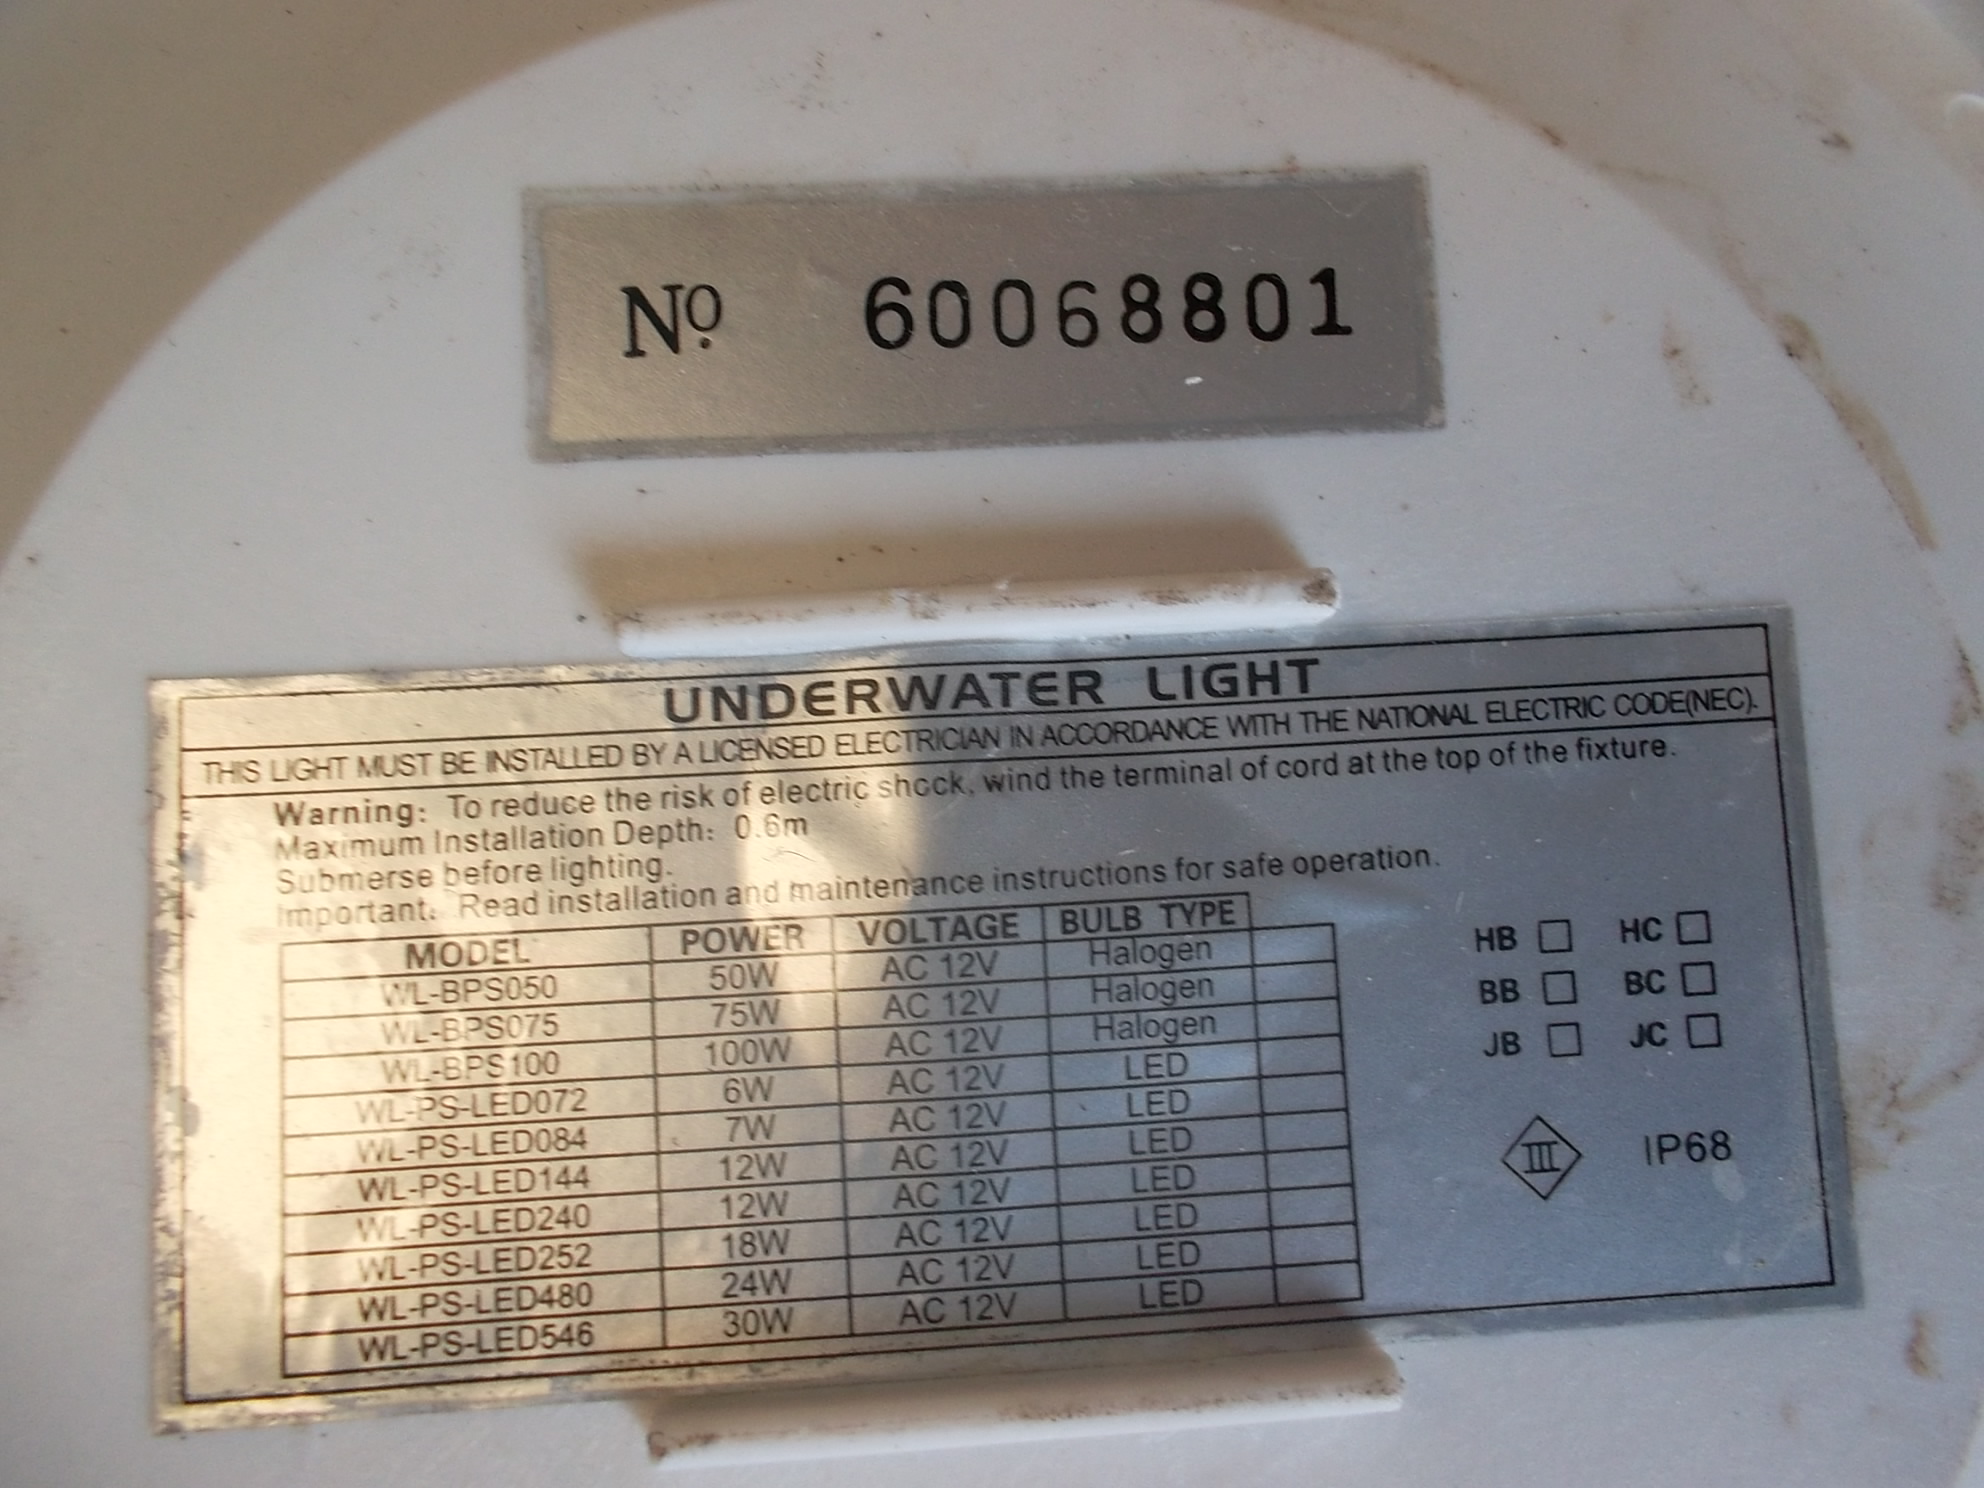 Nº 60068801
UNDERWATER LIGHT
THIS LIGHT MUST BE INSTALLED BY A LICENSED ELECTRICIAN IN ACCORDANCE WITH THE NATIONAL ELECTRIC CODE(NEC).
Warning: To reduce the risk of electric shock, wind the terminal of cord at the top of the fixture.
Maximum Installation Depth: 0.6m
Submerse before lighting.
Important: Read installation and maintenance instructions for safe operation.
MODEL POWER VOLTAGE BULB TYPE
WL-BPS050 50W AC 12V Halogen
WL-BPS075 75W AC 12V Halogen
WL-BPS100 100W AC 12V Halogen
WL-PS-LED072 6W AC 12V LED
WL-PS-LED084 7W AC 12V LED
WL-PS-LED144 12W AC 12V LED
WL-PS-LED240 12W AC 12V LED
WL-PS-LED252 18W AC 12V LED
WL-PS-LED480 24W AC 12V LED
WL-PS-LED546 30W AC 12V LED
HB □ HC □
BB □ BC □
JB □ JC □
III IP68